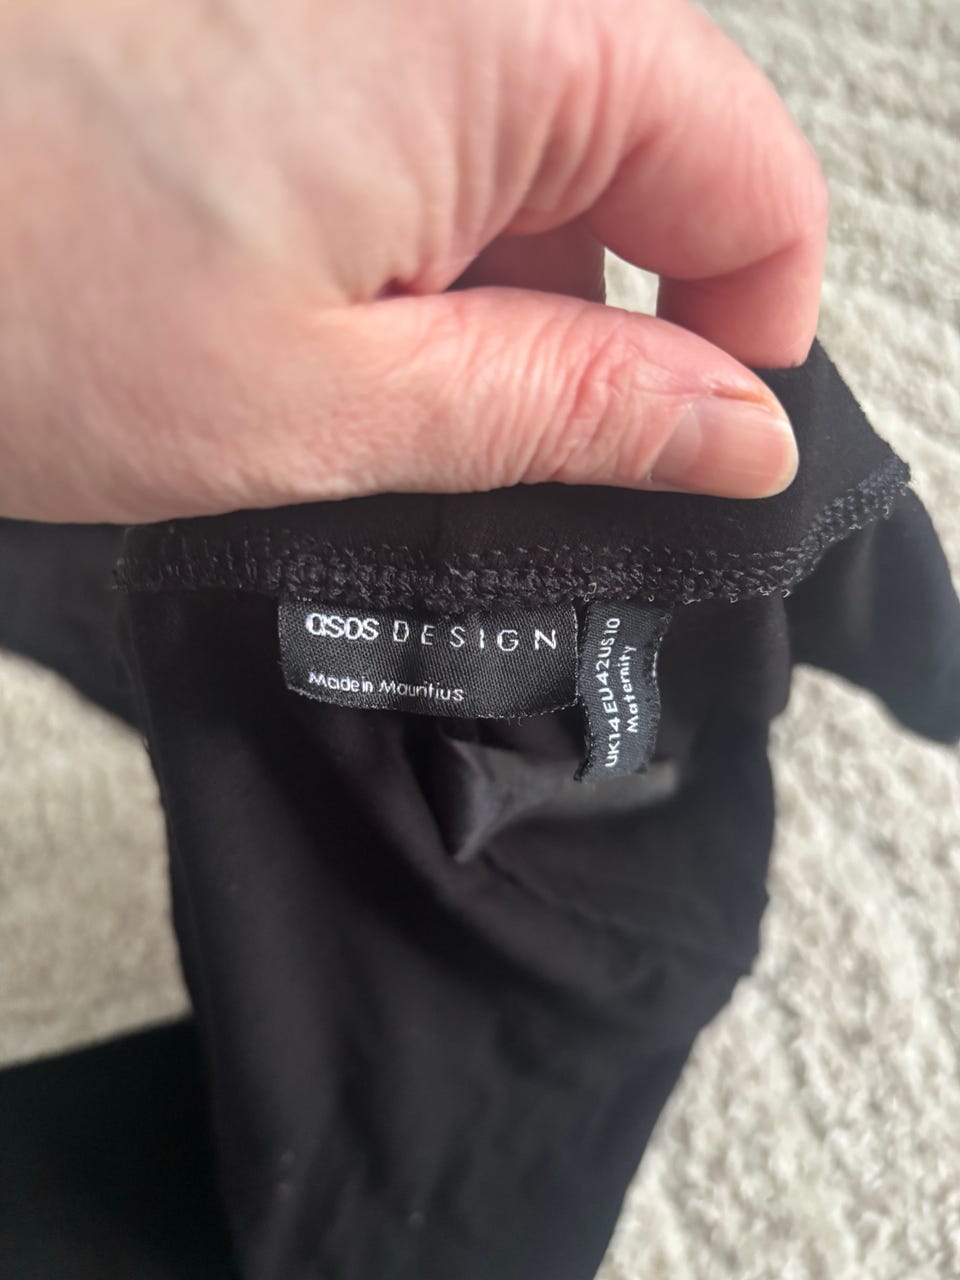 asos DESIGN
Made in Mauritius
UK14 EU42 US10
Maternity